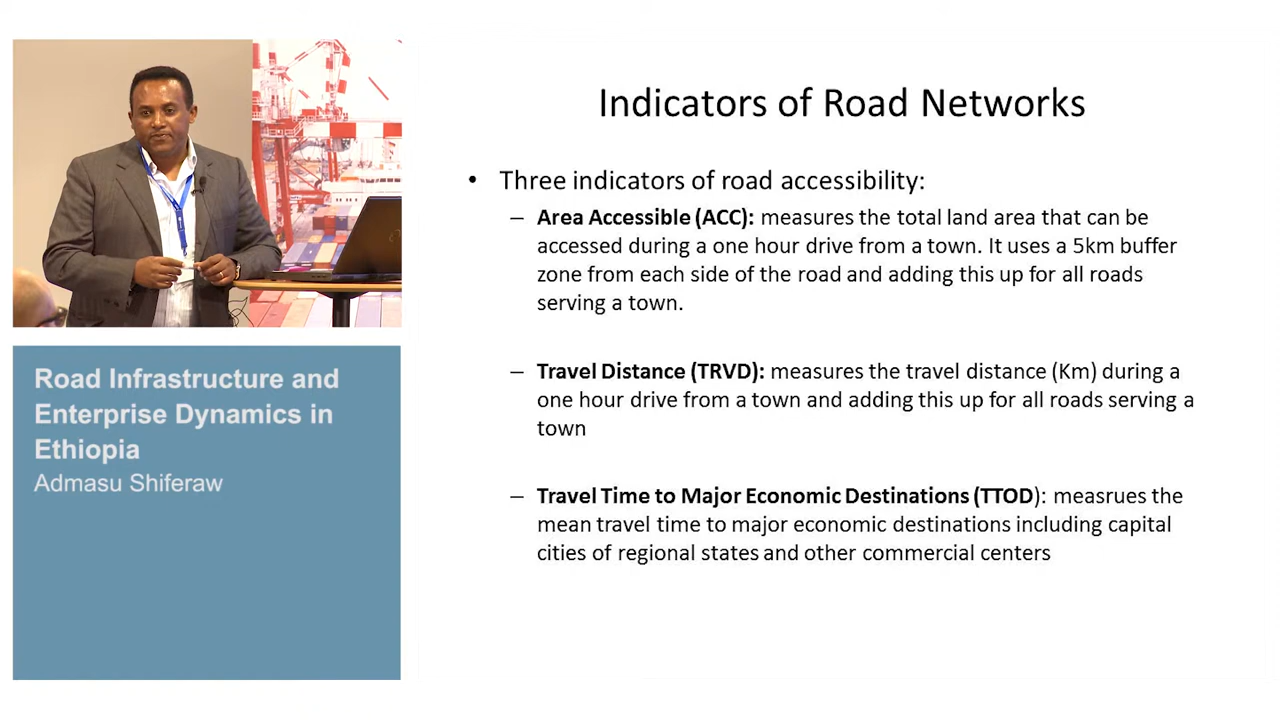 Indicators of Road Networks
• Three indicators of road accessibility:
– Area Accessible (ACC): measures the total land area that can be
accessed during a one hour drive from a town. It uses a 5km buffer
zone from each side of the road and adding this up for all roads
serving a town.
– Travel Distance (TRVD): measures the travel distance (Km) during a
one hour drive from a town and adding this up for all roads serving a
town
– Travel Time to Major Economic Destinations (TTOD): measrues the
mean travel time to major economic destinations including capital
cities of regional states and other commercial centers
Road Infrastructure and
Enterprise Dynamics in
Ethiopia
Admasu Shiferaw